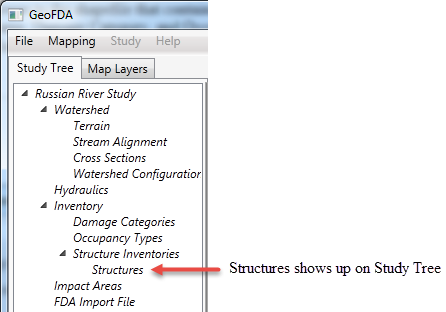 GeoFDA
File Mapping Study Help
Study Tree Map Layers
Russian River Study
Watershed
Terrain
Stream Alignment
Cross Sections
Watershed Configuration
Hydraulics
Inventory
Damage Categories
Occupancy Types
Structure Inventories
Structures
Structures shows up on Study Tree
Impact Areas
FDA Import File